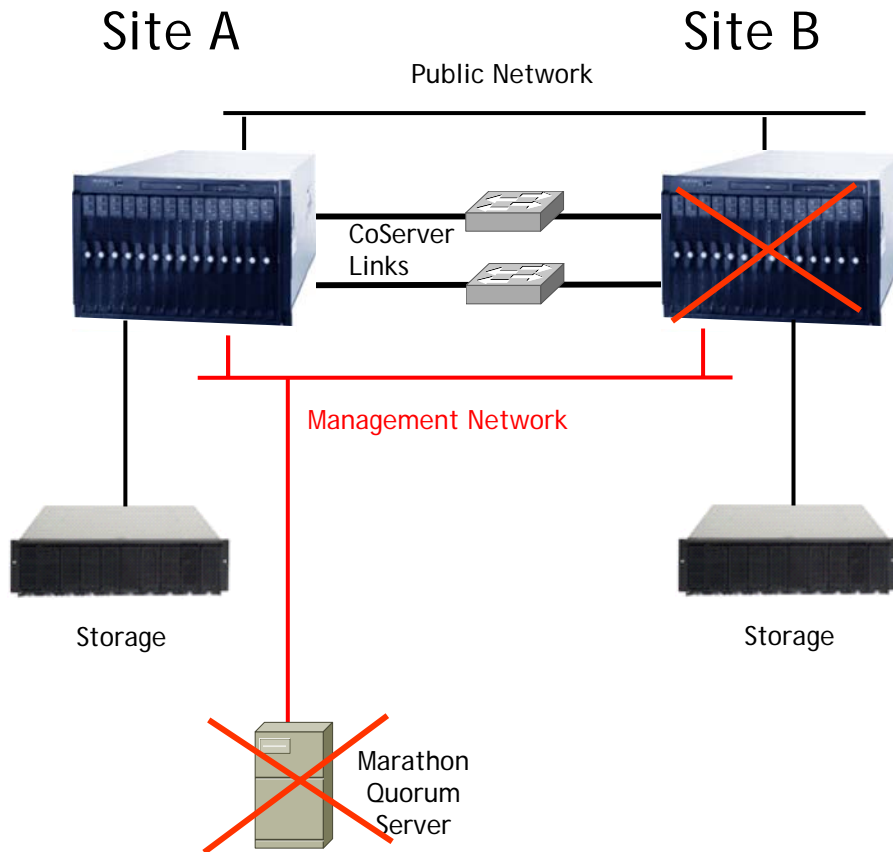 Site A
Site B
Public Network
CoServer
Links
Management Network
Storage
Storage
Marathon
Quorum
Server